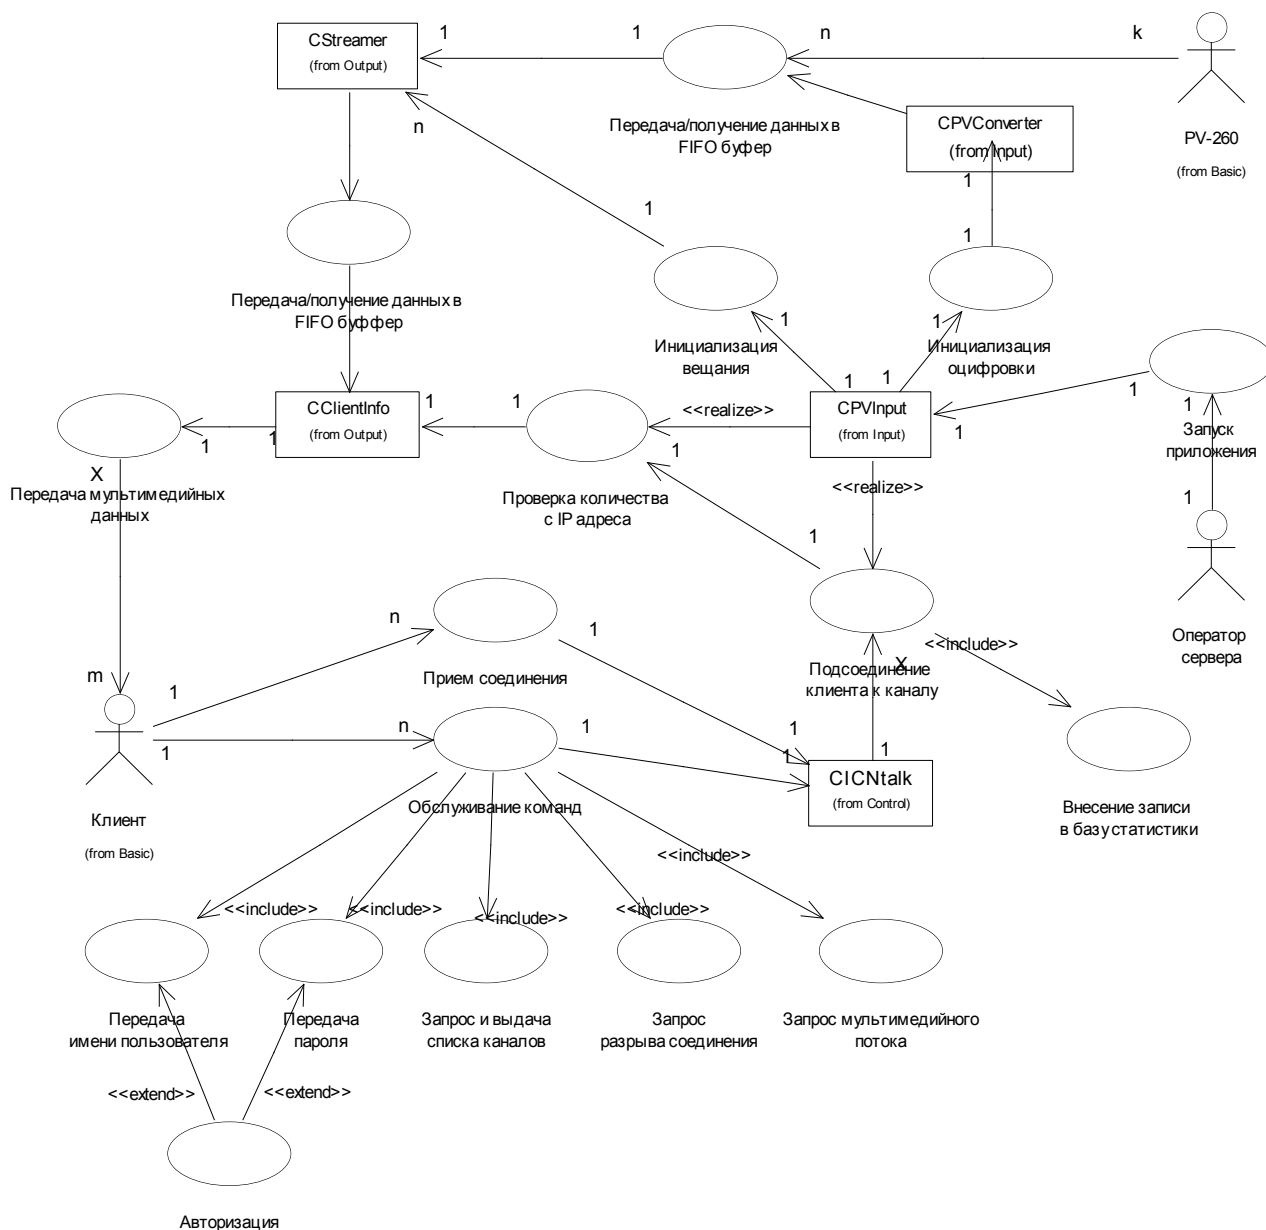 CStreamer
(from Output)
1
1
n
k
PV-260
(from Basic)
Передача/получение данных в
FIFO буфер
CPVConverter
(from Input)
n
1
1
1
Передача/получение данных в
FIFO буффер
Инициализация
вещания
1
Инициализация
оцифровки
1
1
1
1
1
1
Запуск
приложения
1
CClientInfo
(from Output)
1
1
<<realize>>
CPVInput
(from Input)
1
1
1
X
Передача мультимедийных
данных
Проверка количества
с IP адреса
<<realize>>
1
1
Оператор
сервера
m
1
n
1
Прием соединения
<<include>>
Подсоединение
клиента к каналу
X
1
n
1
1
1
1
Клиент
(from Basic)
Обслуживание команд
CICNtalk
(from Control)
Внесение записи
в базу статистики
<<include>>
<<include>>
<<include>>
<<include>>
<<include>>
Передача
имени пользователя
Передача
пароля
Запрос и выдача
списка каналов
Запрос
разрыва соединения
Запрос мультимедийного
потока
<<extend>>
<<extend>>
Авторизация